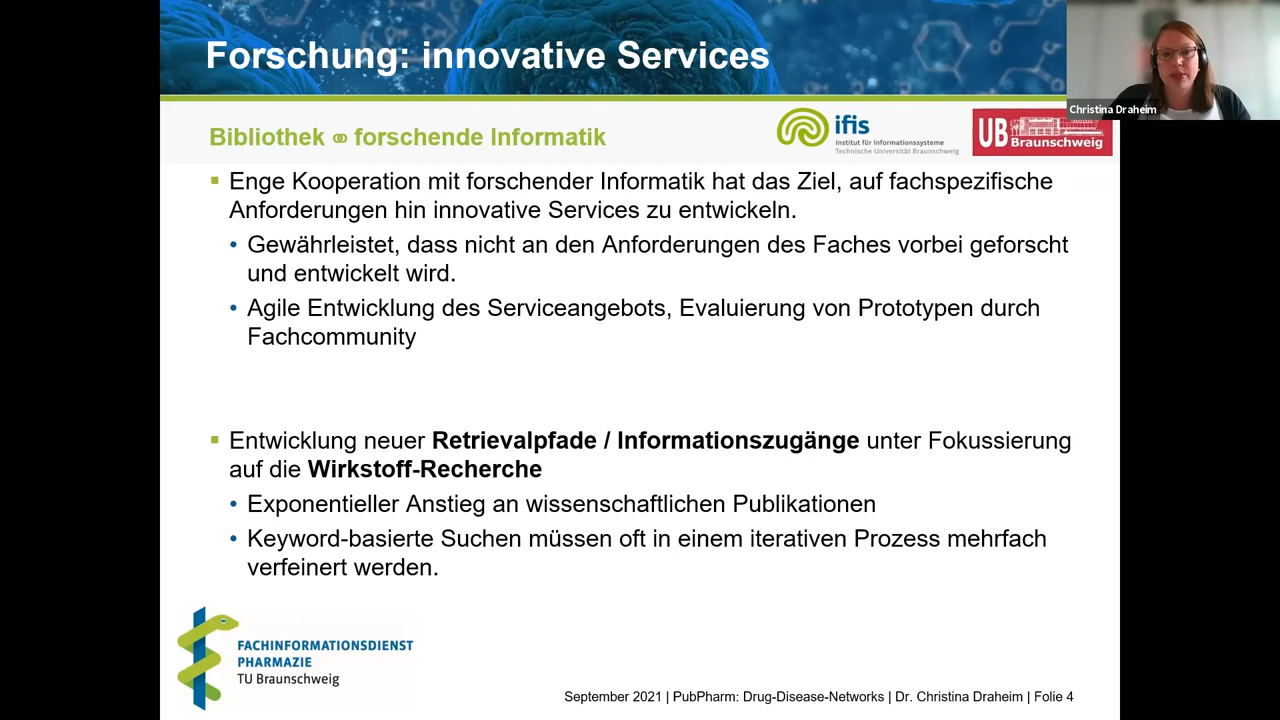 Forschung: innovative Services
Christina Draheim
Bibliothek ⚭ forschende Informatik
ifis
Institut für Informationssysteme
Technische Universität Braunschweig
UB
Braunschweig
▪ Enge Kooperation mit forschender Informatik hat das Ziel, auf fachspezifische
Anforderungen hin innovative Services zu entwickeln.
• Gewährleistet, dass nicht an den Anforderungen des Faches vorbei geforscht
und entwickelt wird.
• Agile Entwicklung des Serviceangebots, Evaluierung von Prototypen durch
Fachcommunity
▪ Entwicklung neuer Retrievalpfade / Informationszugänge unter Fokussierung
auf die Wirkstoff-Recherche
• Exponentieller Anstieg an wissenschaftlichen Publikationen
• Keyword-basierte Suchen müssen oft in einem iterativen Prozess mehrfach
verfeinert werden.
FACHINFORMATIONSDIENST
PHARMAZIE
TU Braunschweig
September 2021 | PubPharm: Drug-Disease-Networks | Dr. Christina Draheim | Folie 4